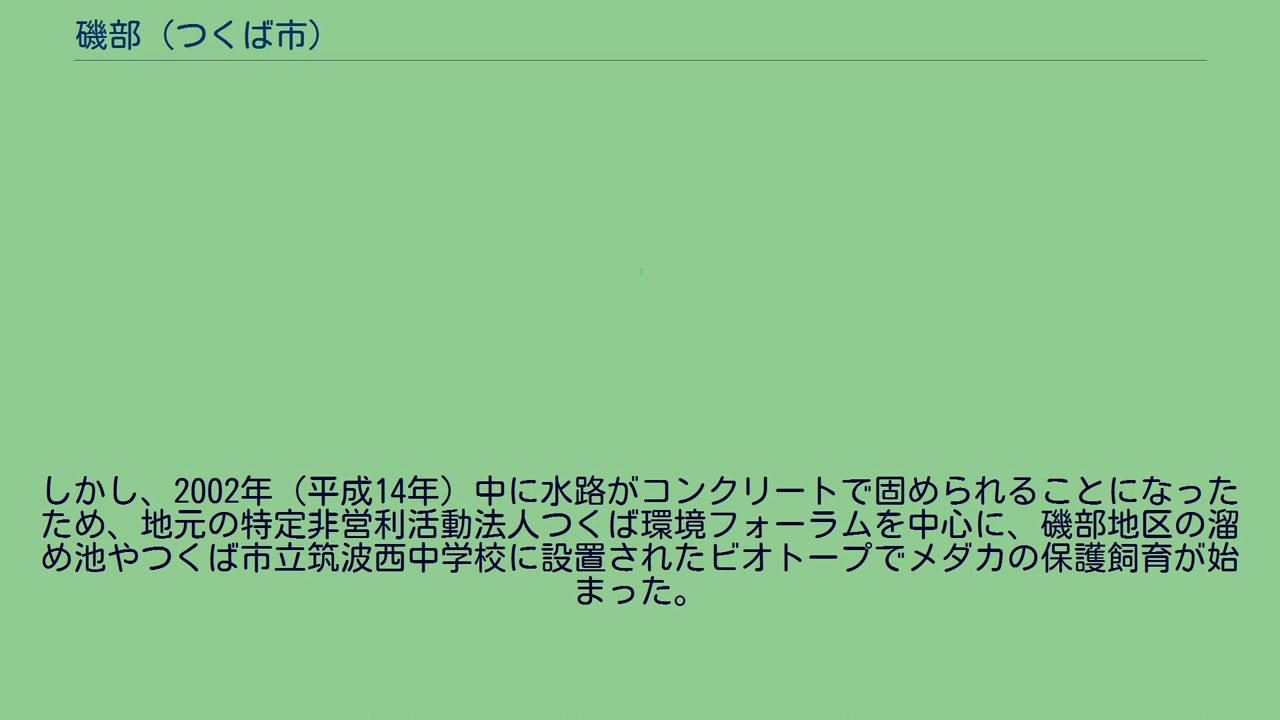 磯部（つくば市）
しかし、2002年（平成14年）中に水路がコンクリートで固められることになった
ため、地元の特定非営利活動法人つくば環境フォーラムを中心に、磯部地区の溜
め池やつくば市立筑波西中学校に設置されたビオトープでメダカの保護飼育が始
まった。